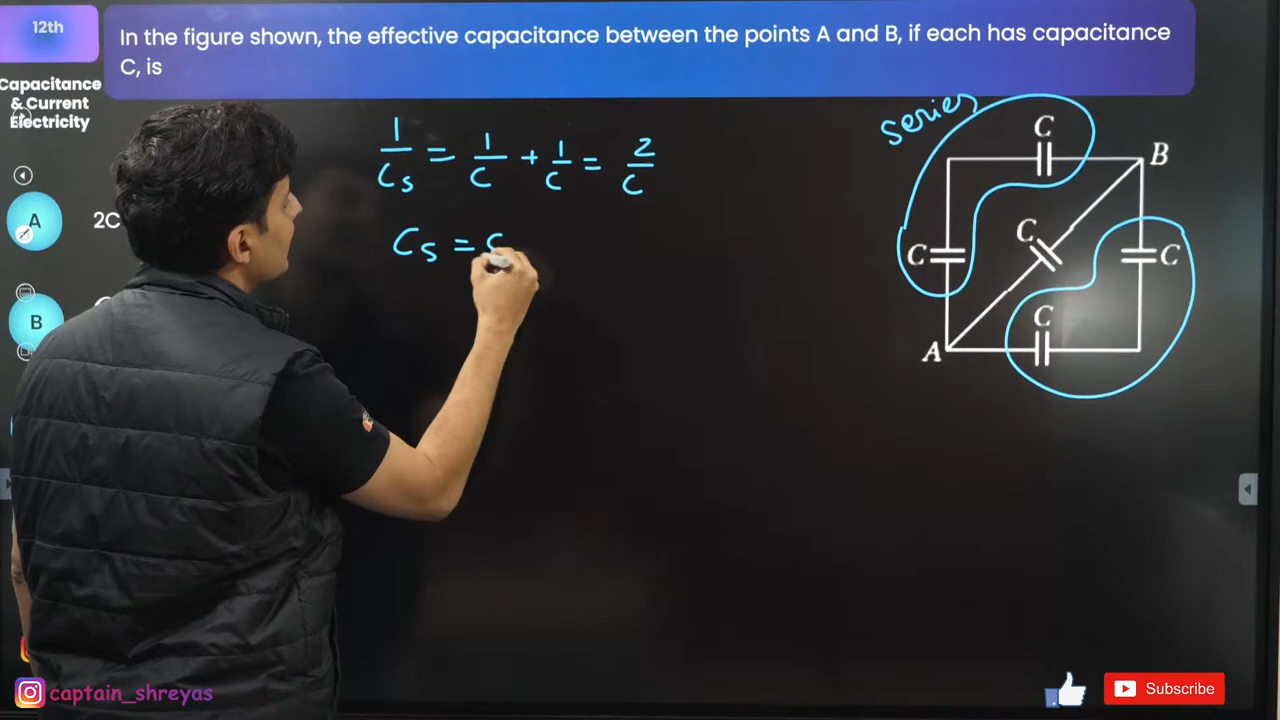 12th
In the figure shown, the effective capacitance between the points A and B, if each has capacitance
C, is
Capacitance
& Current
Electricity
A 2C
B
1/Cs = 1/C + 1/C = 2/C
Cs = C
series
C
B
C
C
C
C
A
captain_shreyas
Subscribe